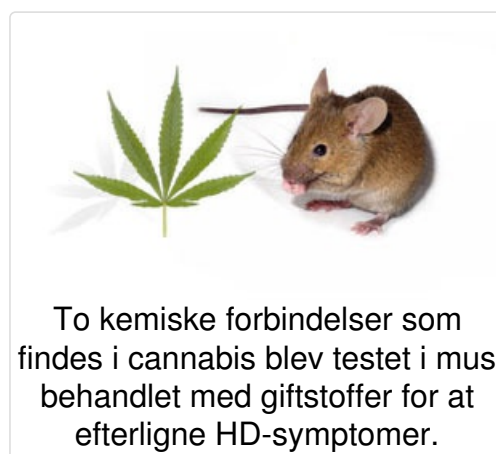 To kemiske forbindelser som
findes i cannabis blev testet i mus
behandlet med giftstoffer for at
efterligne HD-symptomer.